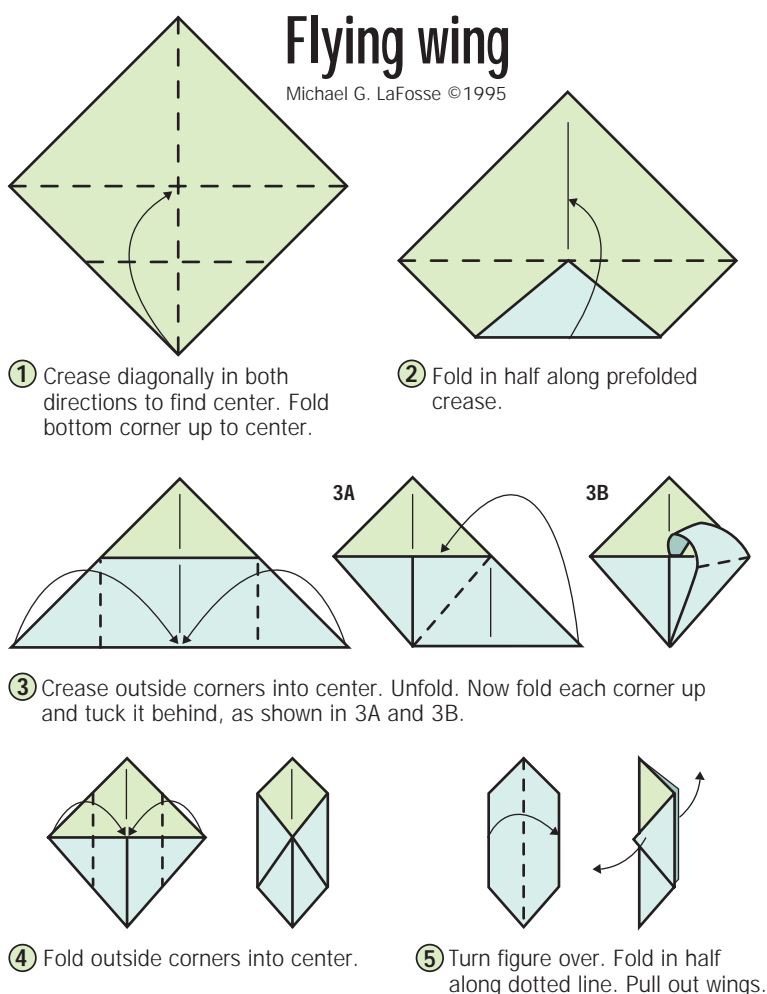 Flying wing
Michael G. LaFosse ©1995
1 Crease diagonally in both
directions to find center. Fold
bottom corner up to center.
2 Fold in half along prefolded
crease.
3A
3B
3 Crease outside corners into center. Unfold. Now fold each corner up
and tuck it behind, as shown in 3A and 3B.
4 Fold outside corners into center.
5 Turn figure over. Fold in half
along dotted line. Pull out wings.